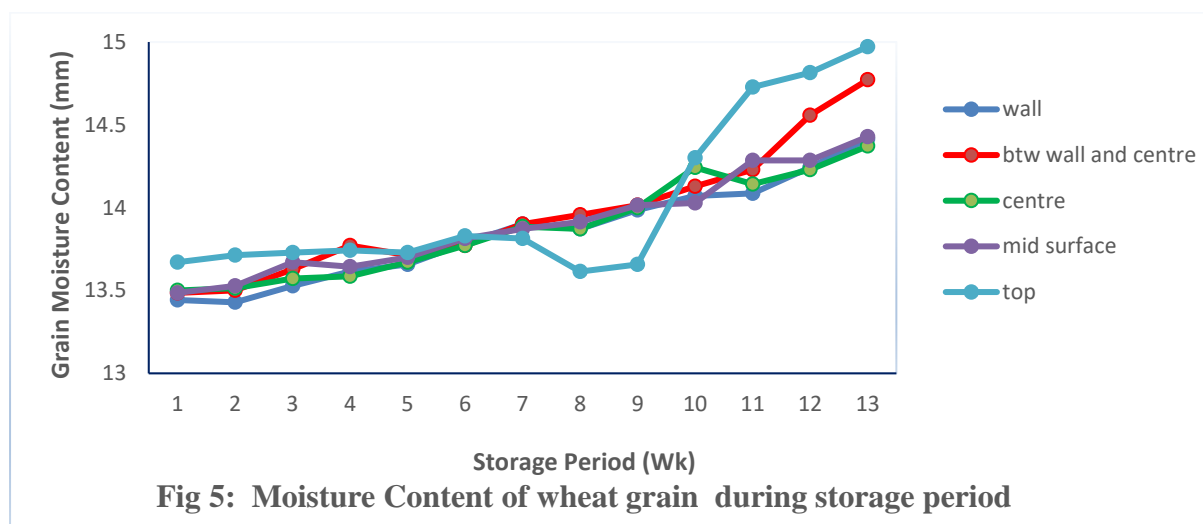 15
14.5
14
13.5
13
Grain Moisture Content (mm)
1 2 3 4 5 6 7 8 9 10 11 12 13
Storage Period (Wk)
wall
btw wall and centre
centre
mid surface
top
Fig 5: Moisture Content of wheat grain during storage period